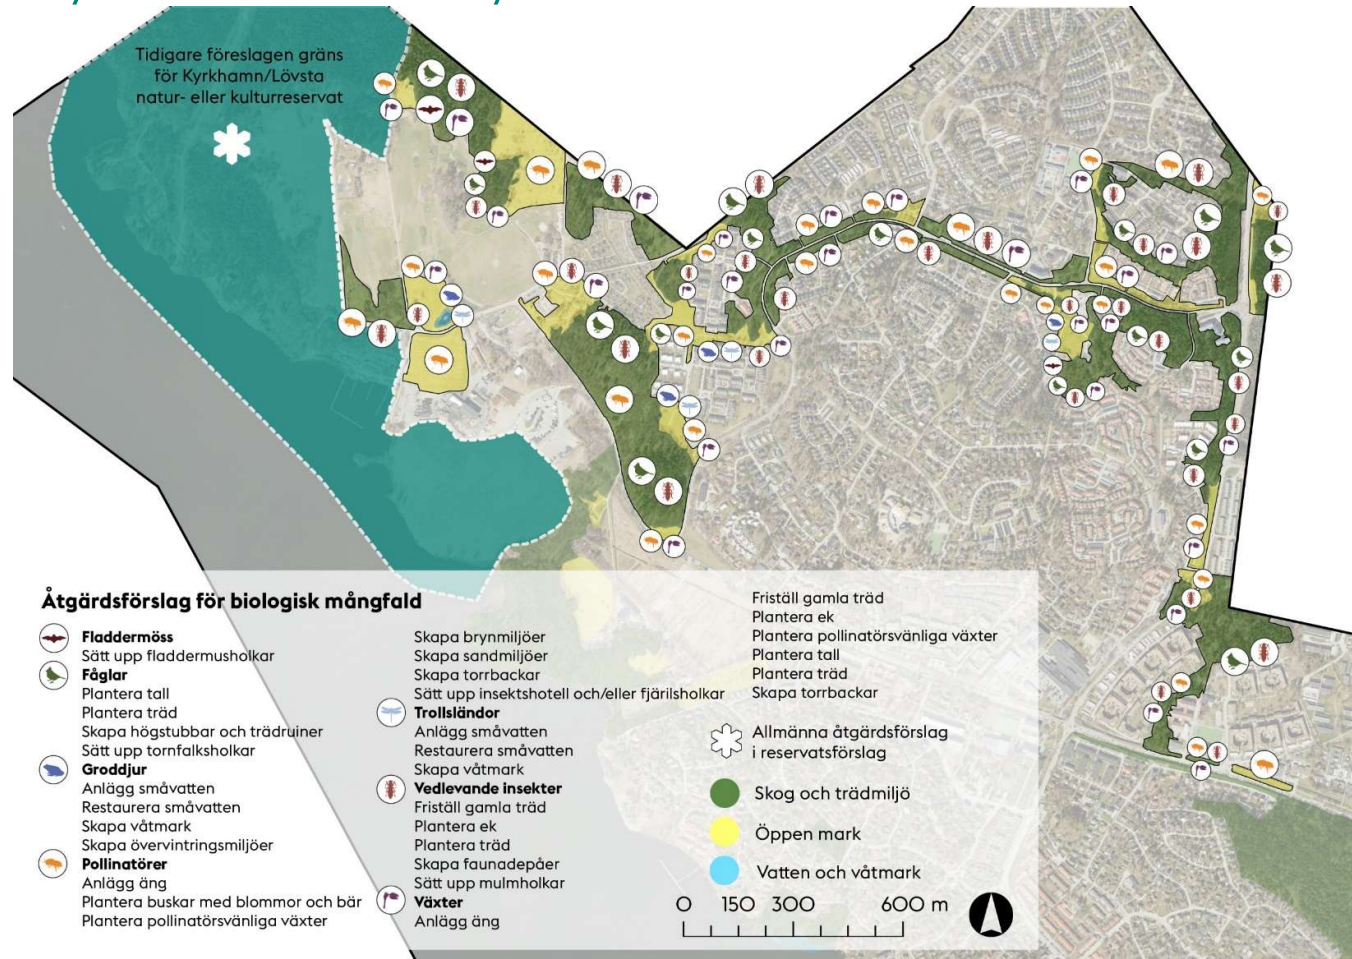 Tidigare föreslagen gräns
för Kyrkhamn/Lövsta
natur- eller kulturreservat
Åtgärdsförslag för biologisk mångfald
Fladdermöss
Sätt upp fladdermusholkar
Fåglar
Plantera tall
Plantera träd
Skapa högstubbar och trädruiner
Sätt upp tornfalksholkar
Groddjur
Anlägg småvatten
Restaurera småvatten
Skapa våtmark
Skapa övervintringsmiljöer
Pollinatörer
Anlägg äng
Plantera buskar med blommor och bär
Plantera pollinatörsvänliga växter
Skapa brynmiljöer
Skapa sandmiljöer
Skapa torrbackar
Sätt upp insektshotell och/eller fjärilsholkar
Trollsländor
Anlägg småvatten
Restaurera småvatten
Skapa våtmark
Vedlevande insekter
Friställ gamla träd
Plantera ek
Plantera träd
Skapa faunadepåer
Sätt upp mulmholkar
Växter
Anlägg äng
Friställ gamla träd
Plantera ek
Plantera pollinatörsvänliga växter
Plantera tall
Plantera träd
Skapa torrbackar
Allmänna åtgärdsförslag
i reservatsförslag
Skog och trädmiljö
Öppen mark
Vatten och våtmark
0 150 300 600 m